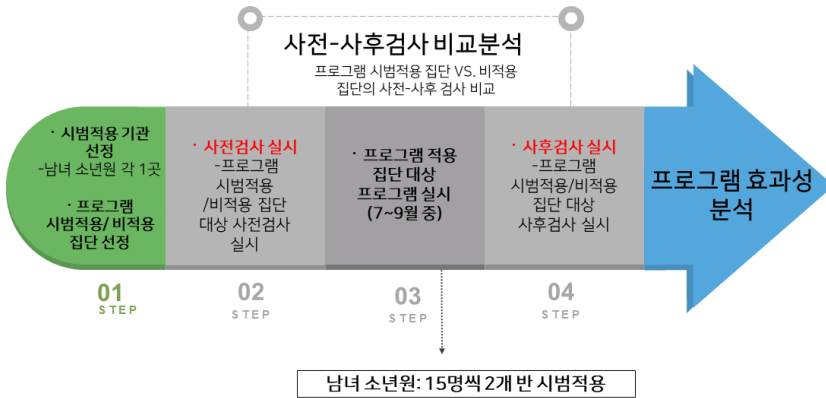 사전-사후검사 비교분석
프로그램 시범적용 집단 VS. 비적용
집단의 사전-사후 검사 비교
· 시범적용 기관
선정
-남녀 소년원 각 1곳
· 프로그램
시범적용/ 비적용
집단 선정
· 사전검사 실시
-프로그램
시범적용
/비적용 집단
대상 사전검사
실시
· 프로그램 적용
집단 대상
프로그램 실시
(7~9월 중)
· 사후검사 실시
-프로그램
시범적용/비적용
집단 대상
사후검사 실시
프로그램 효과성
분석
01
STEP
02
STEP
03
STEP
04
STEP
남녀 소년원: 15명씩 2개 반 시범적용